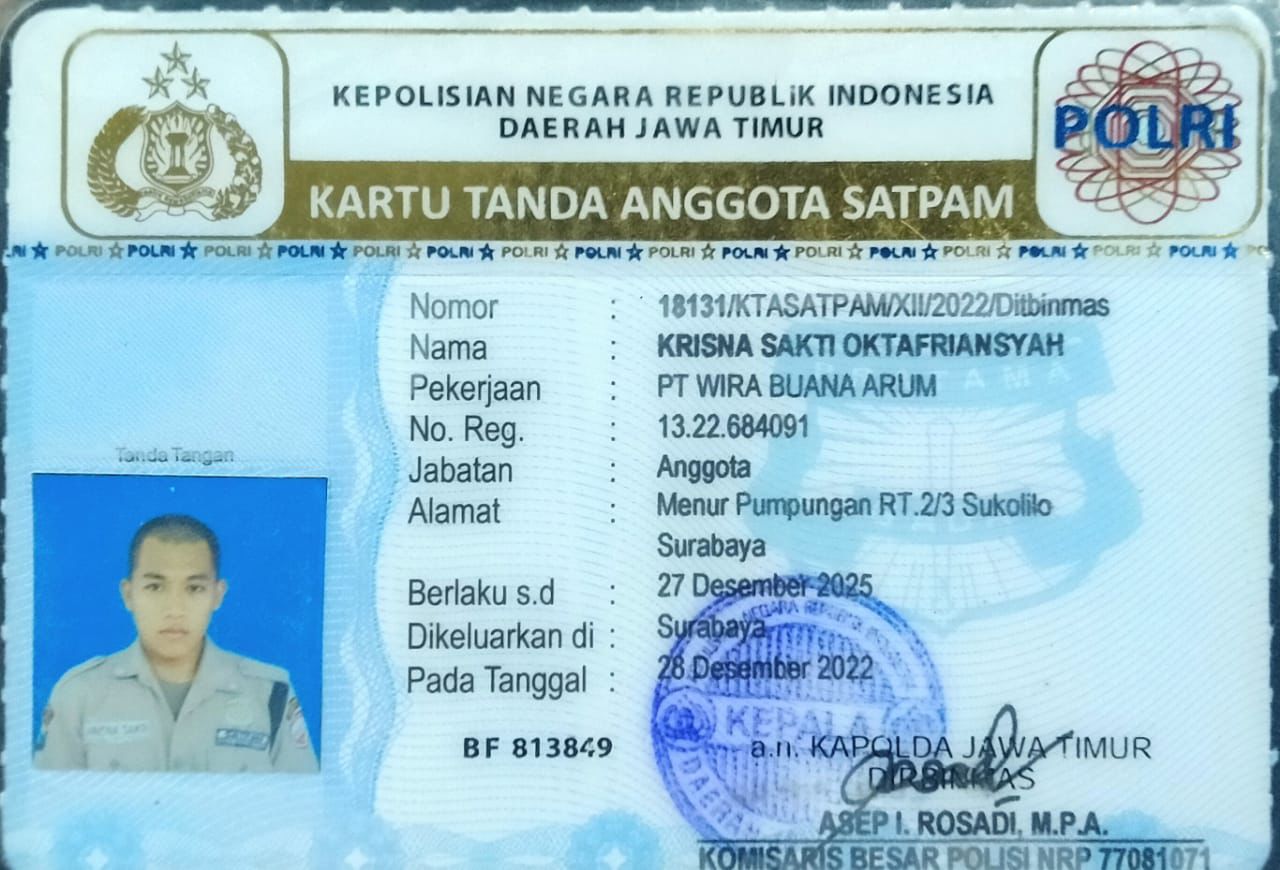 KEPOLISIAN NEGARA REPUBLiK INDONESIA
DAERAH JAWA TIMUR
POLRI
KARTU TANDA ANGGOTA SATPAM
POLRI POLRI POLRI POLRI POLRI POLRI POLRI POLRI POLRI POLRI POLRI POLRI POLRI POLRI POLRI
Nomor : 18131/KTASATPAM/XII/2022/Ditbinmas
Nama : KRISNA SAKTI OKTAFRIANSYAH
Pekerjaan : PT WIRA BUANA ARUM
No. Reg. : 13.22.684091
Tanda Tangan
Jabatan : Anggota
Alamat : Menur Pumpungan RT.2/3 Sukolilo
Surabaya
Berlaku s.d : 27 Desember 2025
Dikeluarkan di : Surabaya
Pada Tanggal : 28 Desember 2022
BF 813849
KEPALA
a.n. KAPOLDA JAWA TIMUR
DIRBINMAS
ASEP I. ROSADI, M.P.A.
KOMISARIS BESAR POLISI NRP 77081071